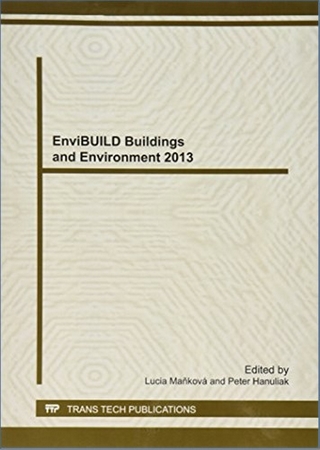 EnviBUILD Buildings
and Environment 2013
Edited by
Lucia Maňková and Peter Hanuliak
TTP TRANS TECH PUBLICATIONS